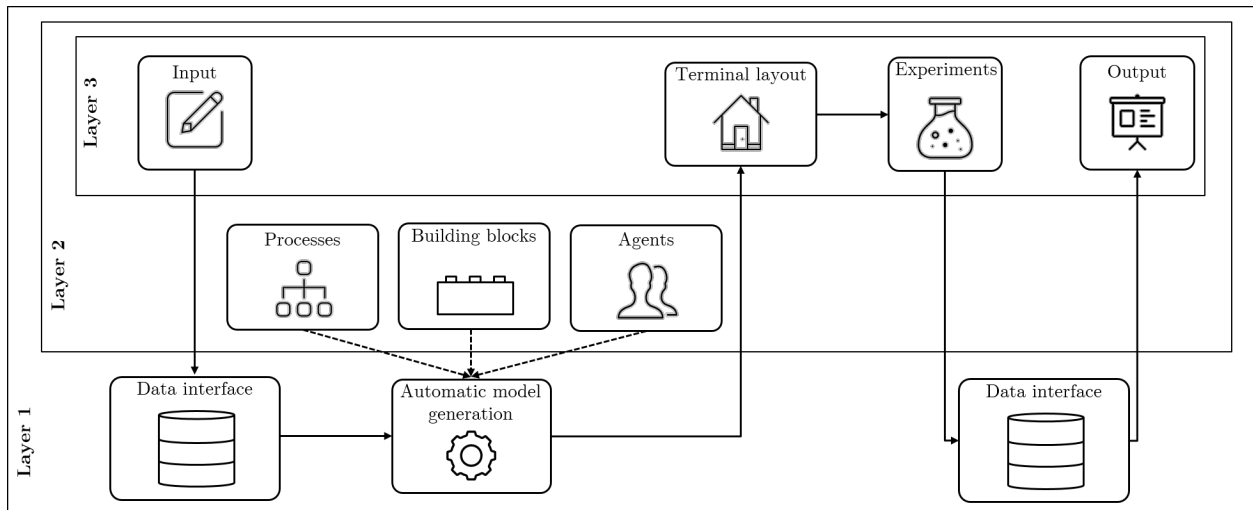 Layer 3
Input
Terminal layout
Experiments
Output
Layer 2
Processes
Building blocks
Agents
Layer 1
Data interface
Automatic model
generation
Data interface